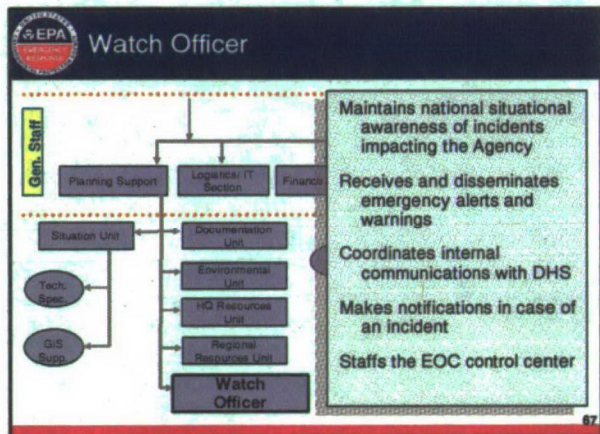 EPA
EMERGENCY
RESPONSE
Watch Officer
Gen. Staff
Planning Support
Logistics/ IT
Section
Finance
Situation Unit
Documentation
Unit
Environmental
Unit
HQ Resources
Unit
Regional
Resources Unit
Tech.
Spec.
GIS
Supp.
Watch
Officer
Maintains national situational
awareness of incidents
impacting the Agency
Receives and disseminates
emergency alerts and
warnings
Coordinates internal
communications with DHS
Makes notifications in case of
an incident
Staffs the EOC control center
67